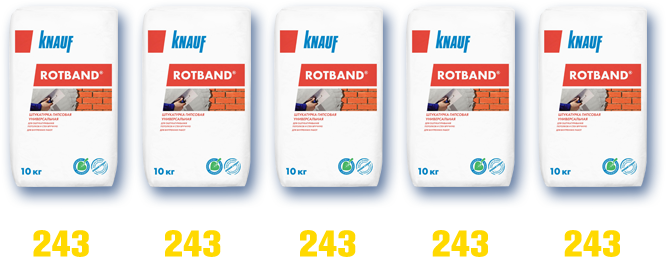 KNAUF KNAUF KNAUF KNAUF KNAUF
ROTBAND® ROTBAND® ROTBAND® ROTBAND® ROTBAND®
ШТУКАТУРКА ГИПСОВАЯ ШТУКАТУРКА ГИПСОВАЯ ШТУКАТУРКА ГИПСОВАЯ ШТУКАТУРКА ГИПСОВАЯ ШТУКАТУРКА ГИПСОВАЯ
УНИВЕРСАЛЬНАЯ УНИВЕРСАЛЬНАЯ УНИВЕРСАЛЬНАЯ УНИВЕРСАЛЬНАЯ УНИВЕРСАЛЬНАЯ
10 кг 10 кг 10 кг 10 кг 10 кг
243 243 243 243 243